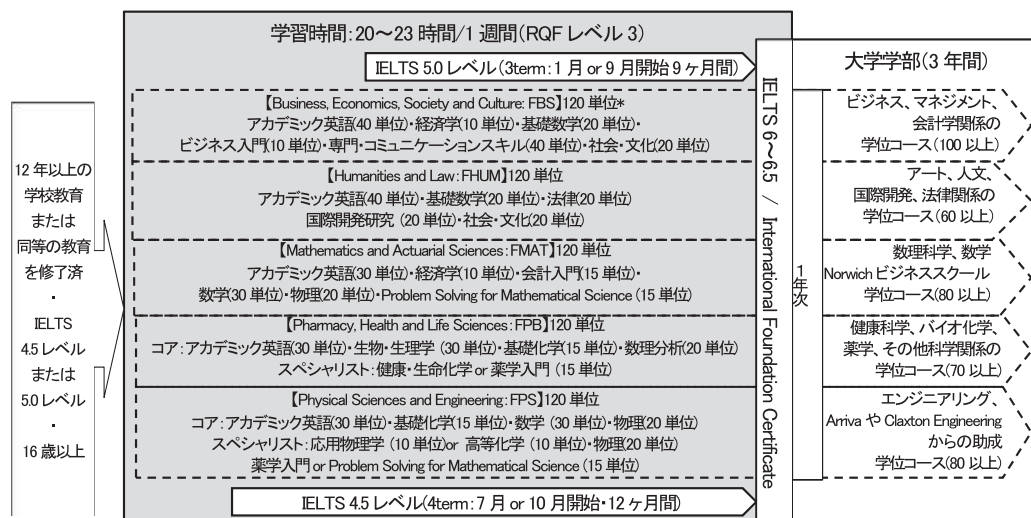 学習時間：20～23 時間/1 週間（RQF レベル 3）
IELTS 5.0 レベル（3term：1 月 or 9 月開始 9 ヶ月間）
12 年以上の
学校教育
または
同等の教育
を修了済
・
IELTS
4.5 レベル
または
5.0 レベル
・
16 歳以上
【Business, Economics, Society and Culture: FBS】120 単位*
アカデミック英語(40 単位)・経済学(10 単位)・基礎数学(20 単位)・
ビジネス入門(10 単位)・専門・コミュニケーションスキル(40 単位)・社会・文化(20 単位)
【Humanities and Law：FHUM】120 単位
アカデミック英語(40 単位)・基礎数学(20 単位)・法律(20 単位)
国際開発研究 (20 単位)・社会・文化(20 単位)
【Mathematics and Actuarial Sciences: FMAT】120 単位
アカデミック英語(30 単位)・経済学(10 単位)・会計入門(15 単位)・
数学(30 単位)・物理(20 単位)・Problem Solving for Mathematical Science (15 単位)
【Pharmacy, Health and Life Sciences: FPB】120 単位
コア：アカデミック英語(30 単位)・生物・生理学 (30 単位)・基礎化学(15 単位)・数理分析(20 単位)
スペシャリスト：健康・生命化学 or 薬学入門 (15 単位)
【Physical Sciences and Engineering：FPS】120 単位
コア：アカデミック英語(30 単位)・基礎化学(15 単位)・数学 (30 単位)・物理(20 単位)
スペシャリスト：応用物理学 (10 単位)or 高等化学 (10 単位)・物理(20 単位)
薬学入門 or Problem Solving for Mathematical Science (15 単位)
IELTS 4.5 レベル(4term：7 月 or 10 月開始・12 ヶ月間)
IELTS 6～6.5 / International Foundation Certificate
1 年次
大学学部(3 年間)
ビジネス、マネジメント、
会計学関係の
学位コース(100 以上)
アート、人文、
国際開発、法律関係の
学位コース(60 以上)
数理科学、数学
Norwich ビジネススクール
学位コース(80 以上)
健康科学、バイオ化学、
薬学、その他科学関係の
学位コース(70 以上)
エンジニアリング、
Arriva や Claxton Engineering
からの助成
学位コース(80 以上)